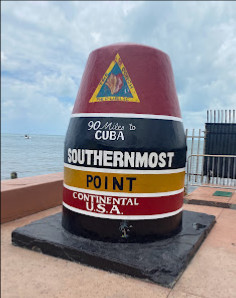 90 Miles to
CUBA
SOUTHERNMOST
POINT
CONTINENTAL
U.S.A.